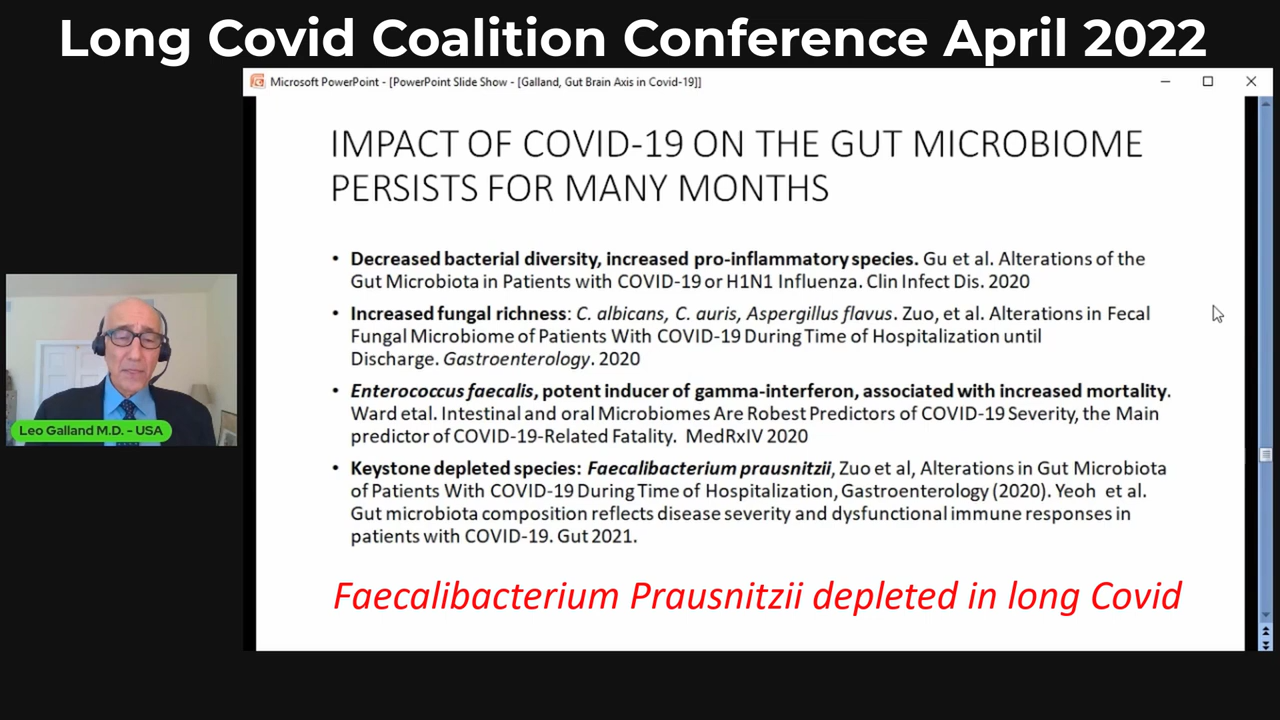 Long Covid Coalition Conference April 2022
Microsoft PowerPoint - [PowerPoint Slide Show - [Galland, Gut Brain Axis in Covid-19]]
IMPACT OF COVID-19 ON THE GUT MICROBIOME
PERSISTS FOR MANY MONTHS
• Decreased bacterial diversity, increased pro-inflammatory species. Gu et al. Alterations of the
Gut Microbiota in Patients with COVID-19 or H1N1 Influenza. Clin Infect Dis. 2020
• Increased fungal richness: C. albicans, C. auris, Aspergillus flavus. Zuo, et al. Alterations in Fecal
Fungal Microbiome of Patients With COVID-19 During Time of Hospitalization until
Discharge. Gastroenterology. 2020
• Enterococcus faecalis, potent inducer of gamma-interferon, associated with increased mortality.
Ward etal. Intestinal and oral Microbiomes Are Robest Predictors of COVID-19 Severity, the Main
predictor of COVID-19-Related Fatality. MedRxIV 2020
• Keystone depleted species: Faecalibacterium prausnitzii, Zuo et al, Alterations in Gut Microbiota
of Patients With COVID-19 During Time of Hospitalization, Gastroenterology (2020). Yeoh et al.
Gut microbiota composition reflects disease severity and dysfunctional immune responses in
patients with COVID-19. Gut 2021.
Faecalibacterium Prausnitzii depleted in long Covid
Leo Galland M.D. - USA